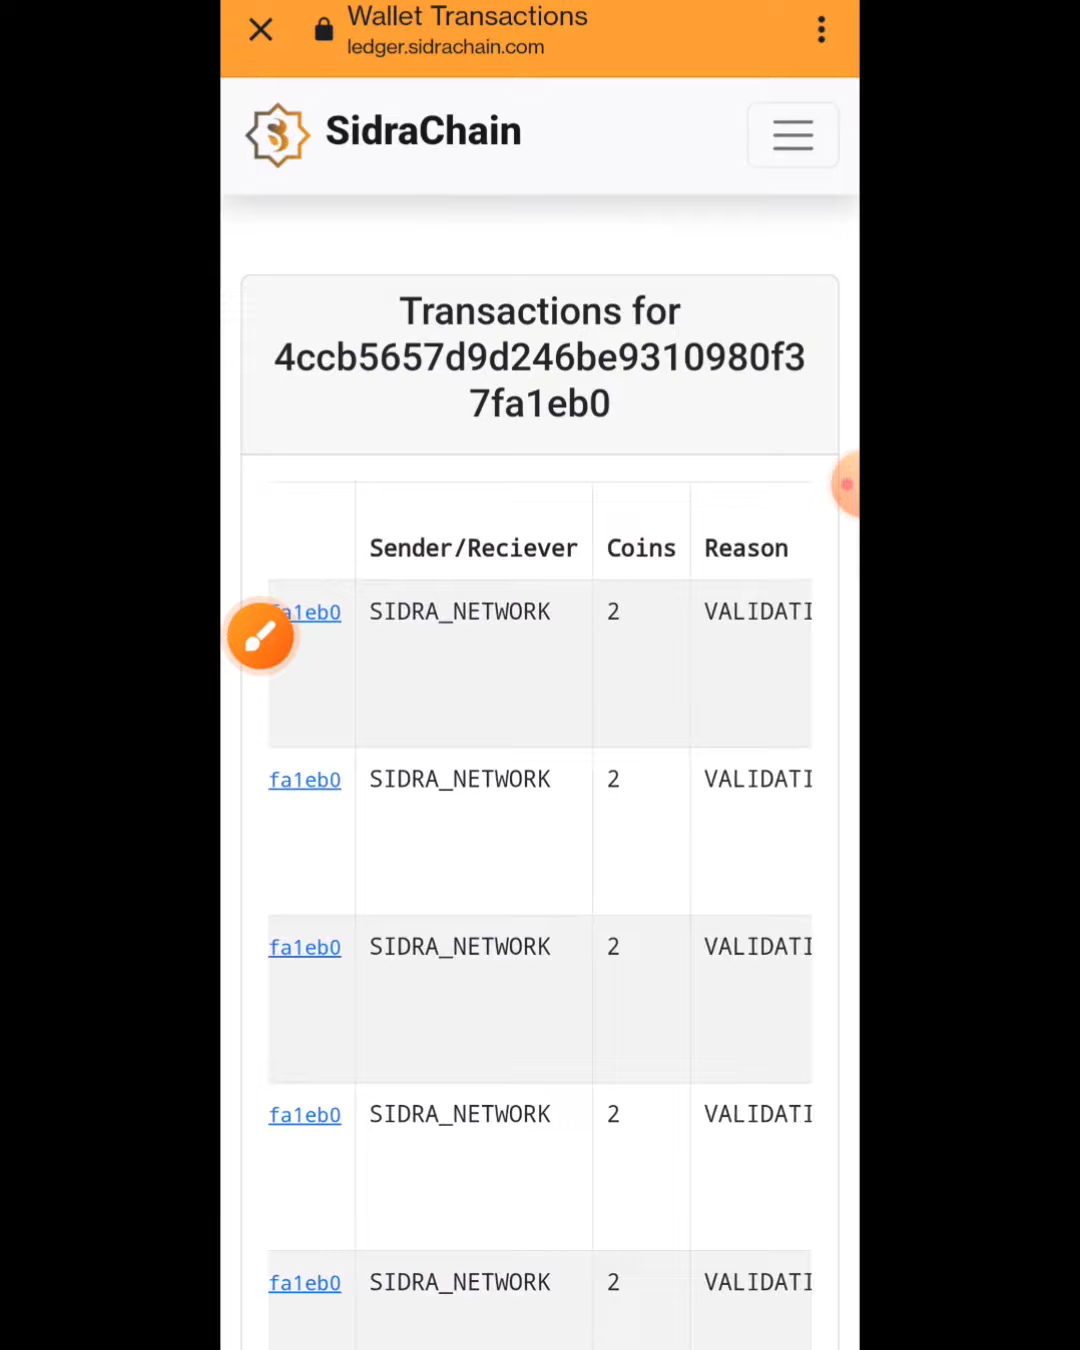 Wallet Transactions
ledger.sidrachain.com
SidraChain
Transactions for
4ccb5657d9d246be9310980f3
7fa1eb0
Sender/Reciever Coins Reason
fa1eb0 SIDRA_NETWORK 2 VALIDATI
fa1eb0 SIDRA_NETWORK 2 VALIDATI
fa1eb0 SIDRA_NETWORK 2 VALIDATI
fa1eb0 SIDRA_NETWORK 2 VALIDATI
fa1eb0 SIDRA_NETWORK 2 VALIDATI